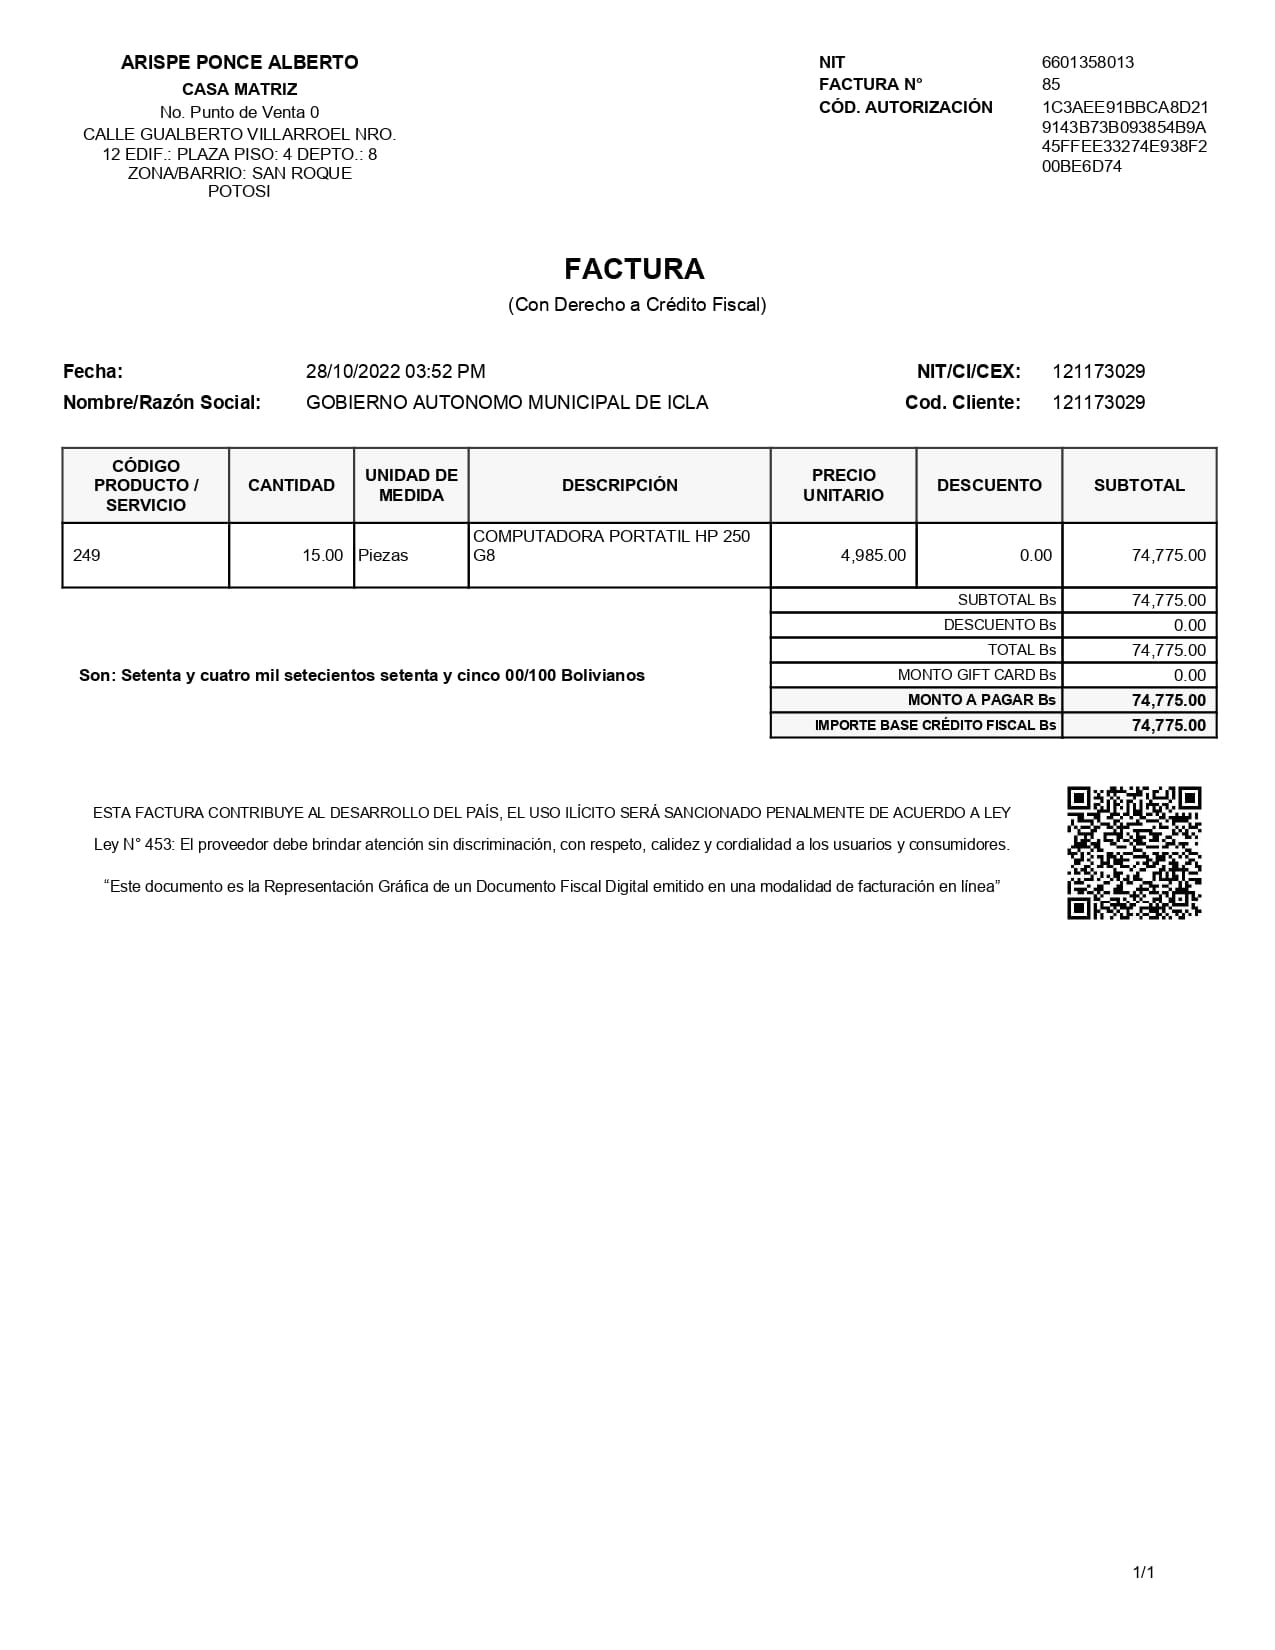 ARISPE PONCE ALBERTO
CASA MATRIZ
No. Punto de Venta 0
CALLE GUALBERTO VILLARROEL NRO.
12 EDIF.: PLAZA PISO: 4 DEPTO.: 8
ZONA/BARRIO: SAN ROQUE
POTOSI
NIT 6601358013
FACTURA N° 85
CÓD. AUTORIZACIÓN 1C3AEE91BBCA8D21
9143B73B093854B9A
45FFEE33274E938F2
00BE6D74
FACTURA
(Con Derecho a Crédito Fiscal)
Fecha: 28/10/2022 03:52 PM NIT/CI/CEX: 121173029
Nombre/Razón Social: GOBIERNO AUTONOMO MUNICIPAL DE ICLA Cod. Cliente: 121173029
CÓDIGO PRODUCTO / SERVICIO CANTIDAD UNIDAD DE MEDIDA DESCRIPCIÓN PRECIO UNITARIO DESCUENTO SUBTOTAL
249 15.00 Piezas COMPUTADORA PORTATIL HP 250 G8 4,985.00 0.00 74,775.00
SUBTOTAL Bs 74,775.00
DESCUENTO Bs 0.00
TOTAL Bs 74,775.00
Son: Setenta y cuatro mil setecientos setenta y cinco 00/100 Bolivianos MONTO GIFT CARD Bs 0.00
MONTO A PAGAR Bs 74,775.00
IMPORTE BASE CRÉDITO FISCAL Bs 74,775.00
ESTA FACTURA CONTRIBUYE AL DESARROLLO DEL PAÍS, EL USO ILÍCITO SERÁ SANCIONADO PENALMENTE DE ACUERDO A LEY
Ley N° 453: El proveedor debe brindar atención sin discriminación, con respeto, calidez y cordialidad a los usuarios y consumidores.
“Este documento es la Representación Gráfica de un Documento Fiscal Digital emitido en una modalidad de facturación en línea”
1/1